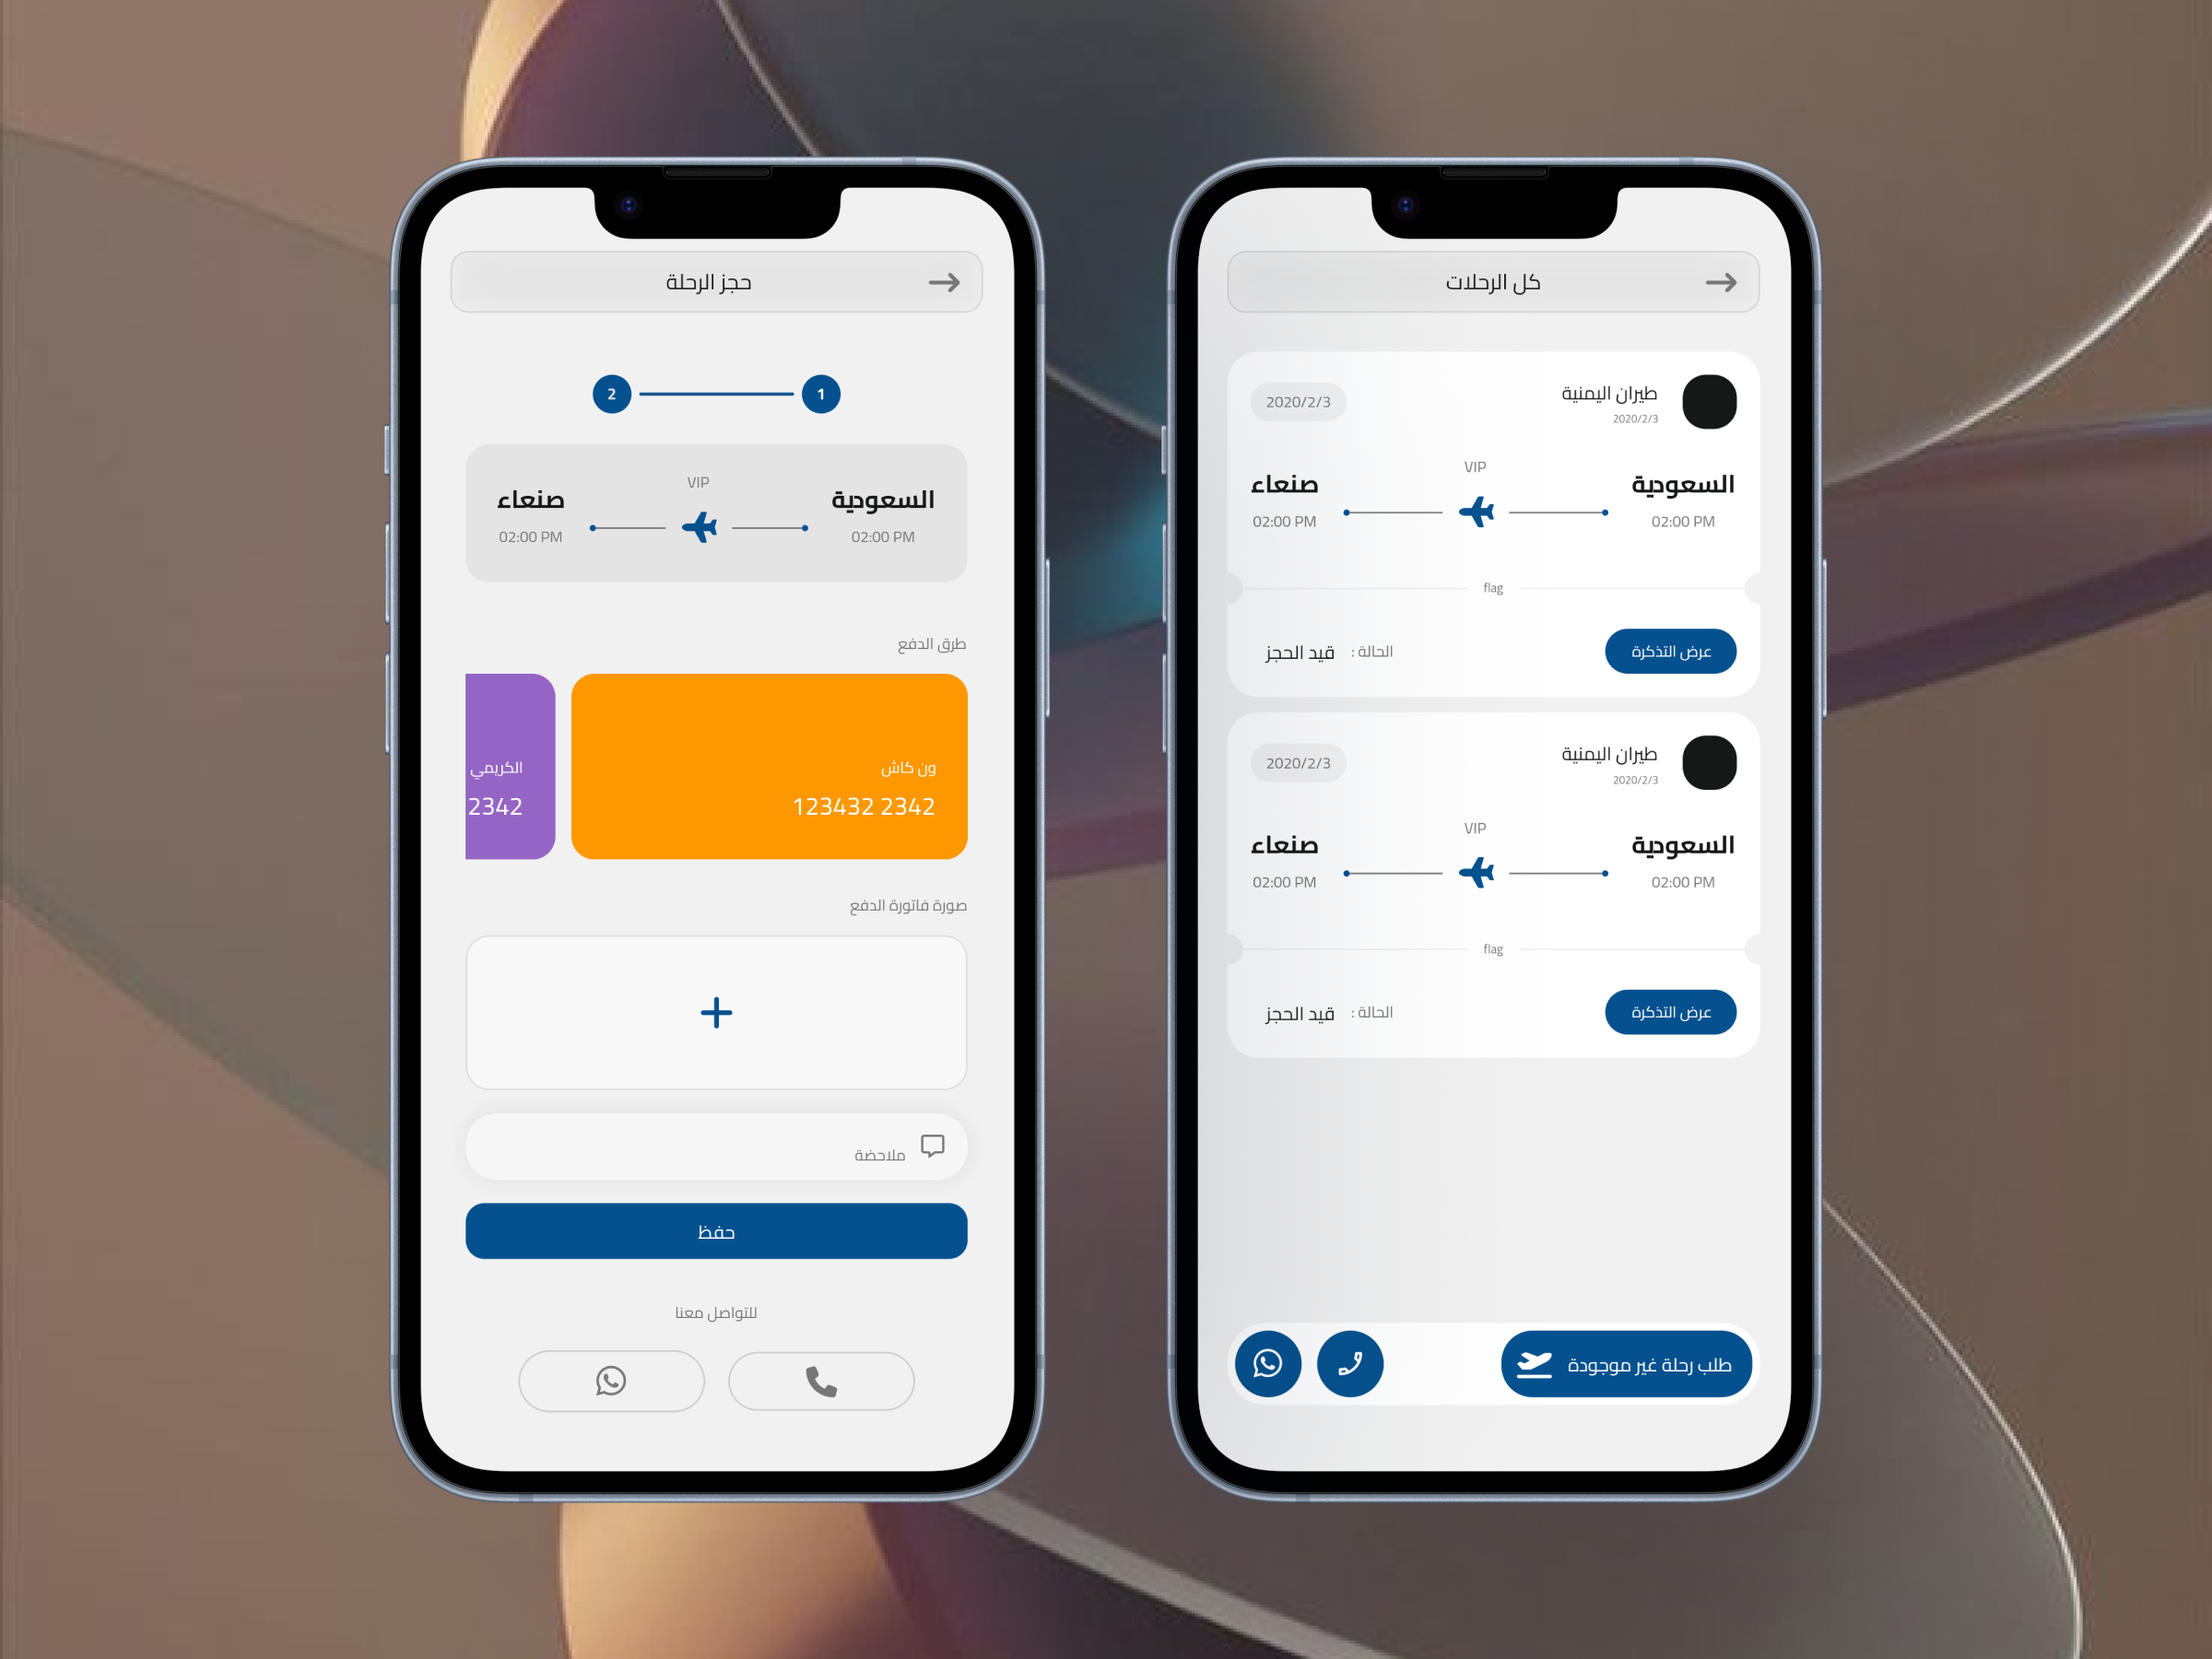 حجز الرحلة
1
2
VIP
السعودية
صنعاء
02:00 PM
02:00 PM
طرق الدفع
ون كاش
123432 2342
الكريمي
2342
صورة فاتورة الدفع
ملاحضة
حفظ
للتواصل معنا
كل الرحلات
طيران اليمنية
2020/2/3
2020/2/3
VIP
السعودية
صنعاء
02:00 PM
02:00 PM
flag
عرض التذكرة
الحالة : قيد الحجز
طيران اليمنية
2020/2/3
2020/2/3
VIP
السعودية
صنعاء
02:00 PM
02:00 PM
flag
عرض التذكرة
الحالة : قيد الحجز
طلب رحلة غير موجودة